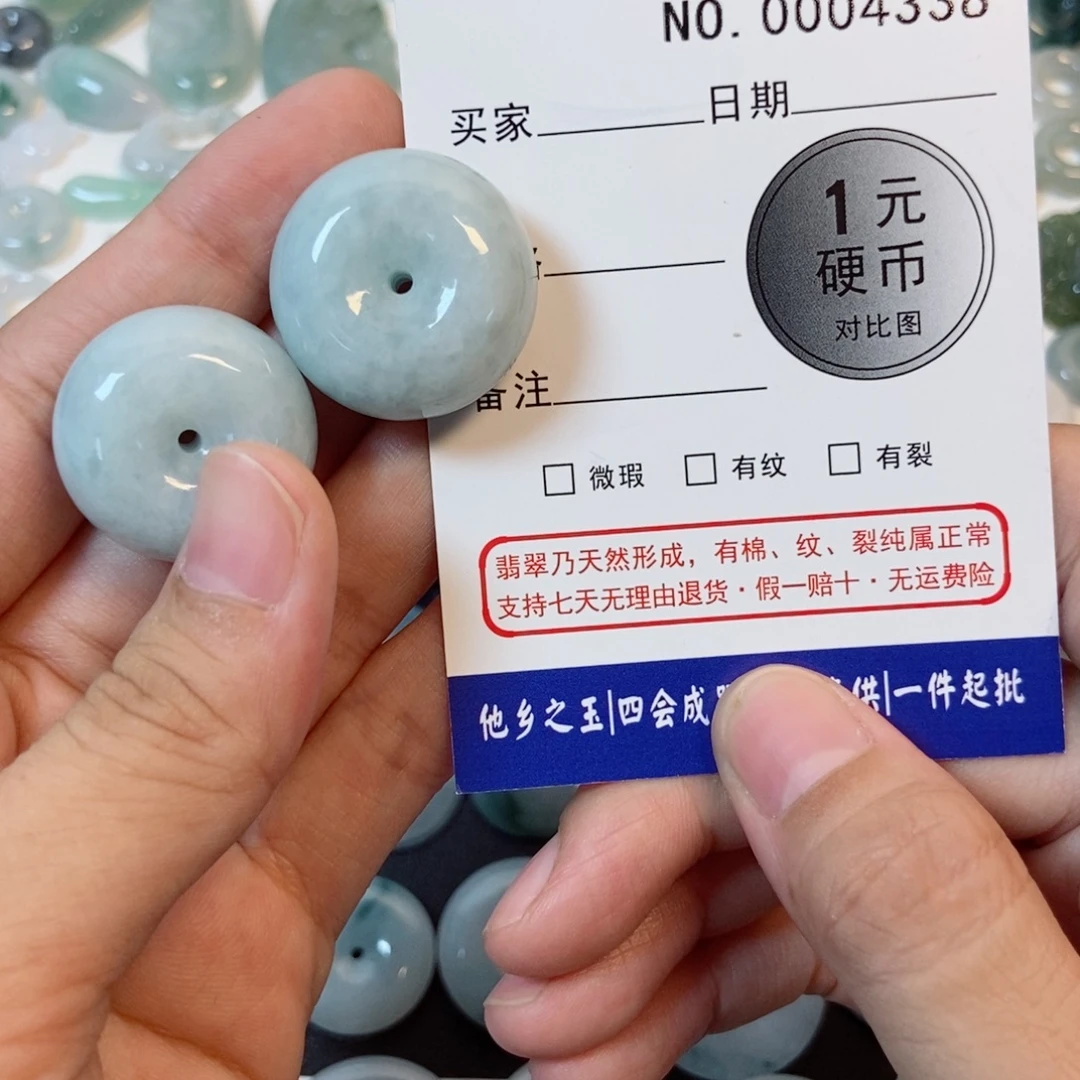 NO. 0004338
买家 日期
1元
硬币
对比图
备注
微瑕 有纹 有裂
翡翠乃天然形成，有棉、纹、裂纯属正常
支持七天无理由退货·假一赔十·无运费险
他乡之玉|四会成 供|一件起批